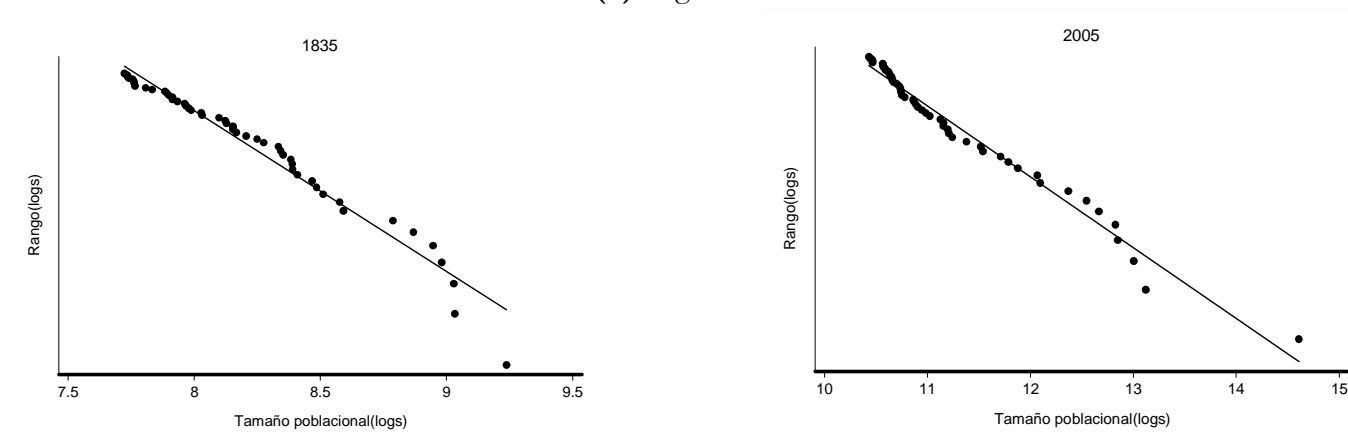 1835
Rango(logs)
7.5 8 8.5 9 9.5
Tamaño poblacional(logs)
2005
Rango(logs)
10 11 12 13 14 15
Tamaño poblacional(logs)